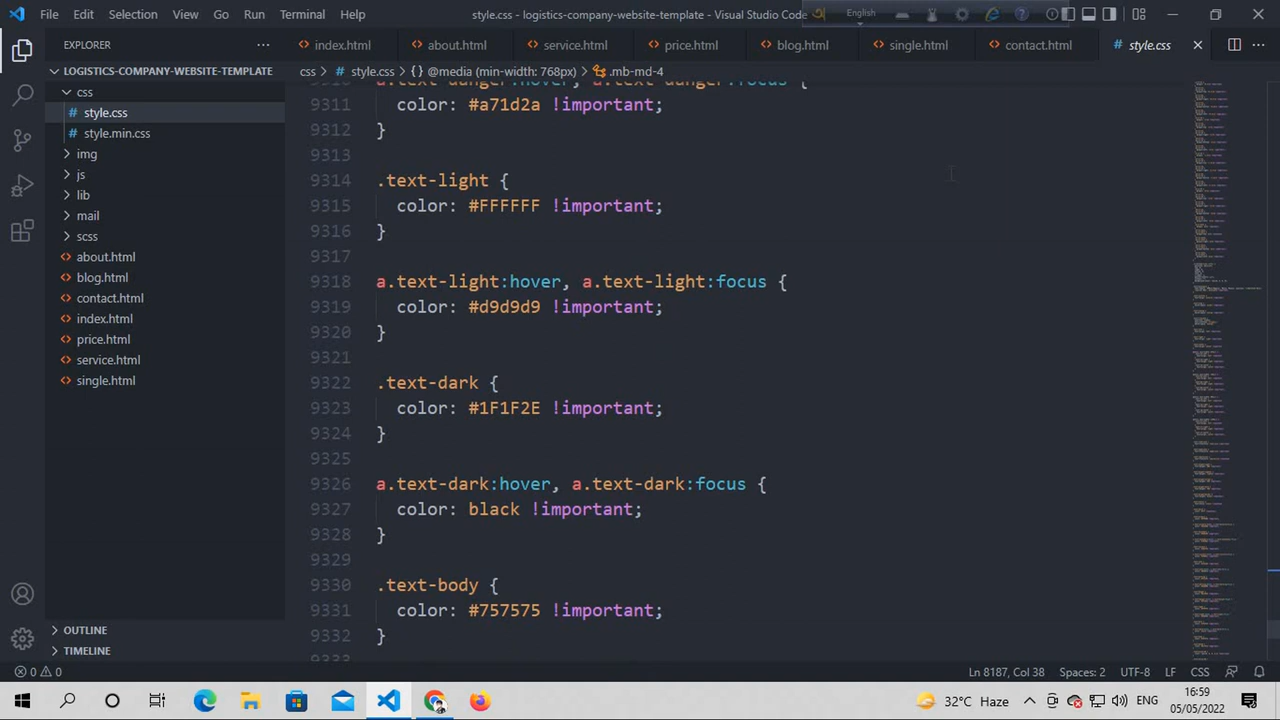 File Edit Selection View Go Run Terminal Help
style.css - logistics-company-website-template - Visual Studio Code
English
EXPLORER
index.html about.html service.html price.html blog.html single.html contact.html style.css
LOGISTICS-COMPANY-WEBSITE-TEMPLATE
css > style.css > {} @media (min-width: 768px) > .mb-md-4
css
style.css
style.min.css
img
js
lib
mail
scss
about.html
blog.html
contact.html
index.html
price.html
service.html
single.html
OUTLINE
TIMELINE
a.text-danger:hover, a.text-danger:focus {
9311 color: #a71d2a !important;
9312 }
9313
9314 .text-light {
9315 color: #FFFFFF !important;
9316 }
9317
9318 a.text-light:hover, a.text-light:focus {
9319 color: #d9d9d9 !important;
9320 }
9321
9322 .text-dark {
9323 color: #1F1F2E !important;
9324 }
9325
9326 a.text-dark:hover, a.text-dark:focus {
9327 color: black !important;
9328 }
9329
9330 .text-body {
9331 color: #757575 !important;
9332 }
0 0
Ln 8187, Col 38 Spaces: 2 UTF-8 LF CSS
32°C Haze
ENG
16:59
05/05/2022